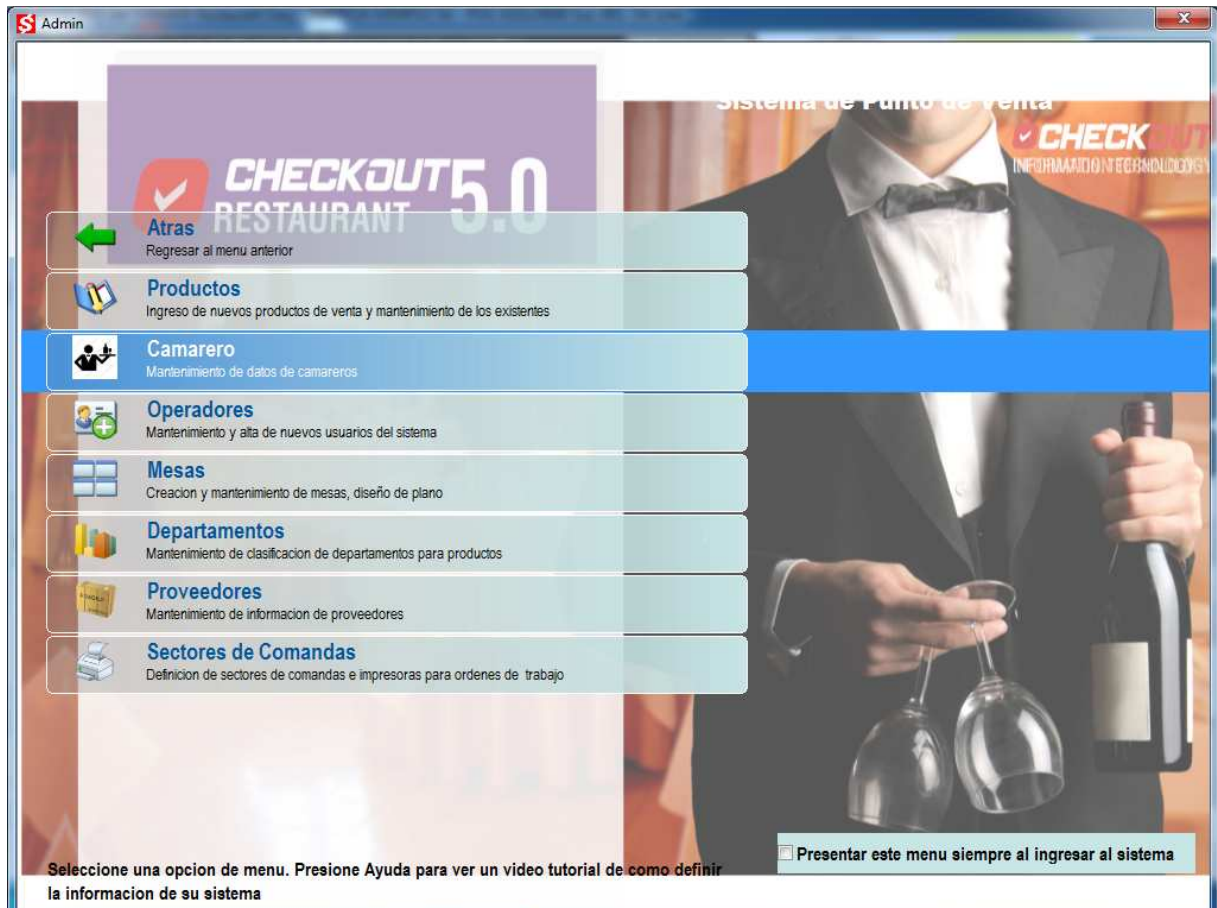 Admin
Sistema de Punto de Venta
CHECKOUT
INFORMATION TECHNOLOGY
CHECKOUT 5.0
RESTAURANT
Atras
Regresar al menu anterior
Productos
Ingreso de nuevos productos de venta y mantenimiento de los existentes
Camarero
Mantenimiento de datos de camareros
Operadores
Mantenimiento y alta de nuevos usuarios del sistema
Mesas
Creacion y mantenimiento de mesas, diseño de plano
Departamentos
Mantenimiento de clasificacion de departamentos para productos
Proveedores
Mantenimiento de informacion de proveedores
Sectores de Comandas
Definicion de sectores de comandas e impresoras para ordenes de trabajo
Presentar este menu siempre al ingresar al sistema
Seleccione una opcion de menu. Presione Ayuda para ver un video tutorial de como definir
la informacion de su sistema